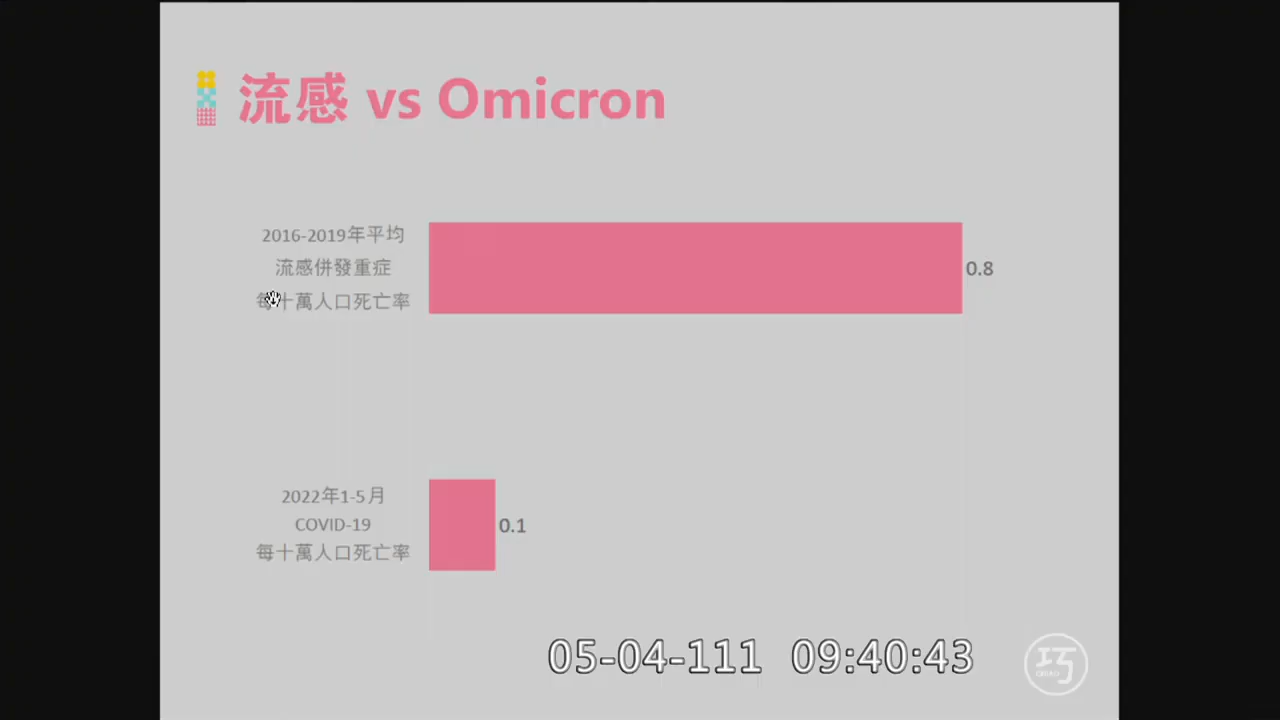 流感 vs Omicron
2016-2019年平均
流感併發重症
每十萬人口死亡率
0.8
2022年1-5月
COVID-19
每十萬人口死亡率
0.1
05-04-111 09:40:43
巧